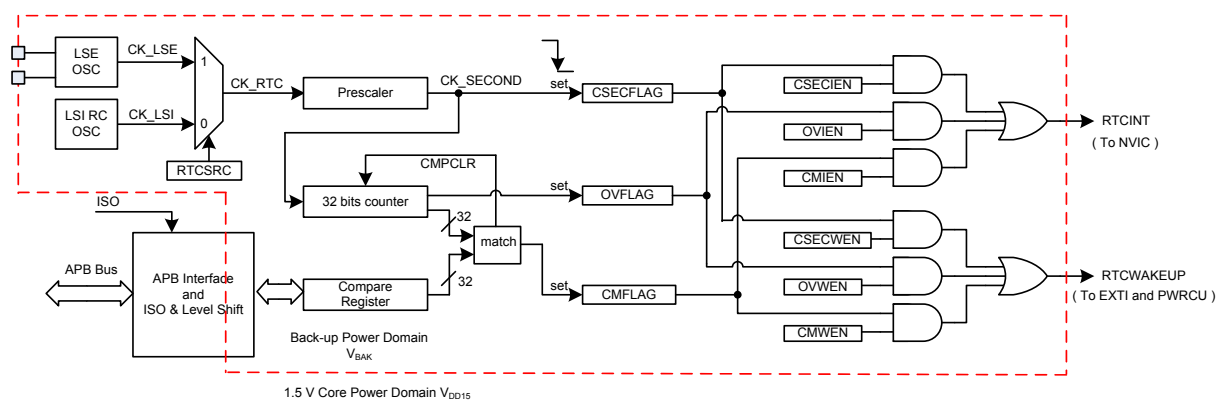 LSE
OSC
CK_LSE
1
CK_RTC
Prescaler
CK_SECOND
set
CSECFLAG
CSECIEN
LSI RC
OSC
CK_LSI
0
RTCSRC
OVIEN
RTCINT
( To NVIC )
CMPCLR
CMIEN
32 bits counter
set
OVFLAG
ISO
32
match
CSECWEN
APB Bus
APB Interface
and
ISO & Level Shift
32
Compare
Register
set
CMFLAG
OVWEN
RTCWAKEUP
( To EXTI and PWRCU )
CMWEN
Back-up Power Domain
VBAK
1.5 V Core Power Domain VDD15